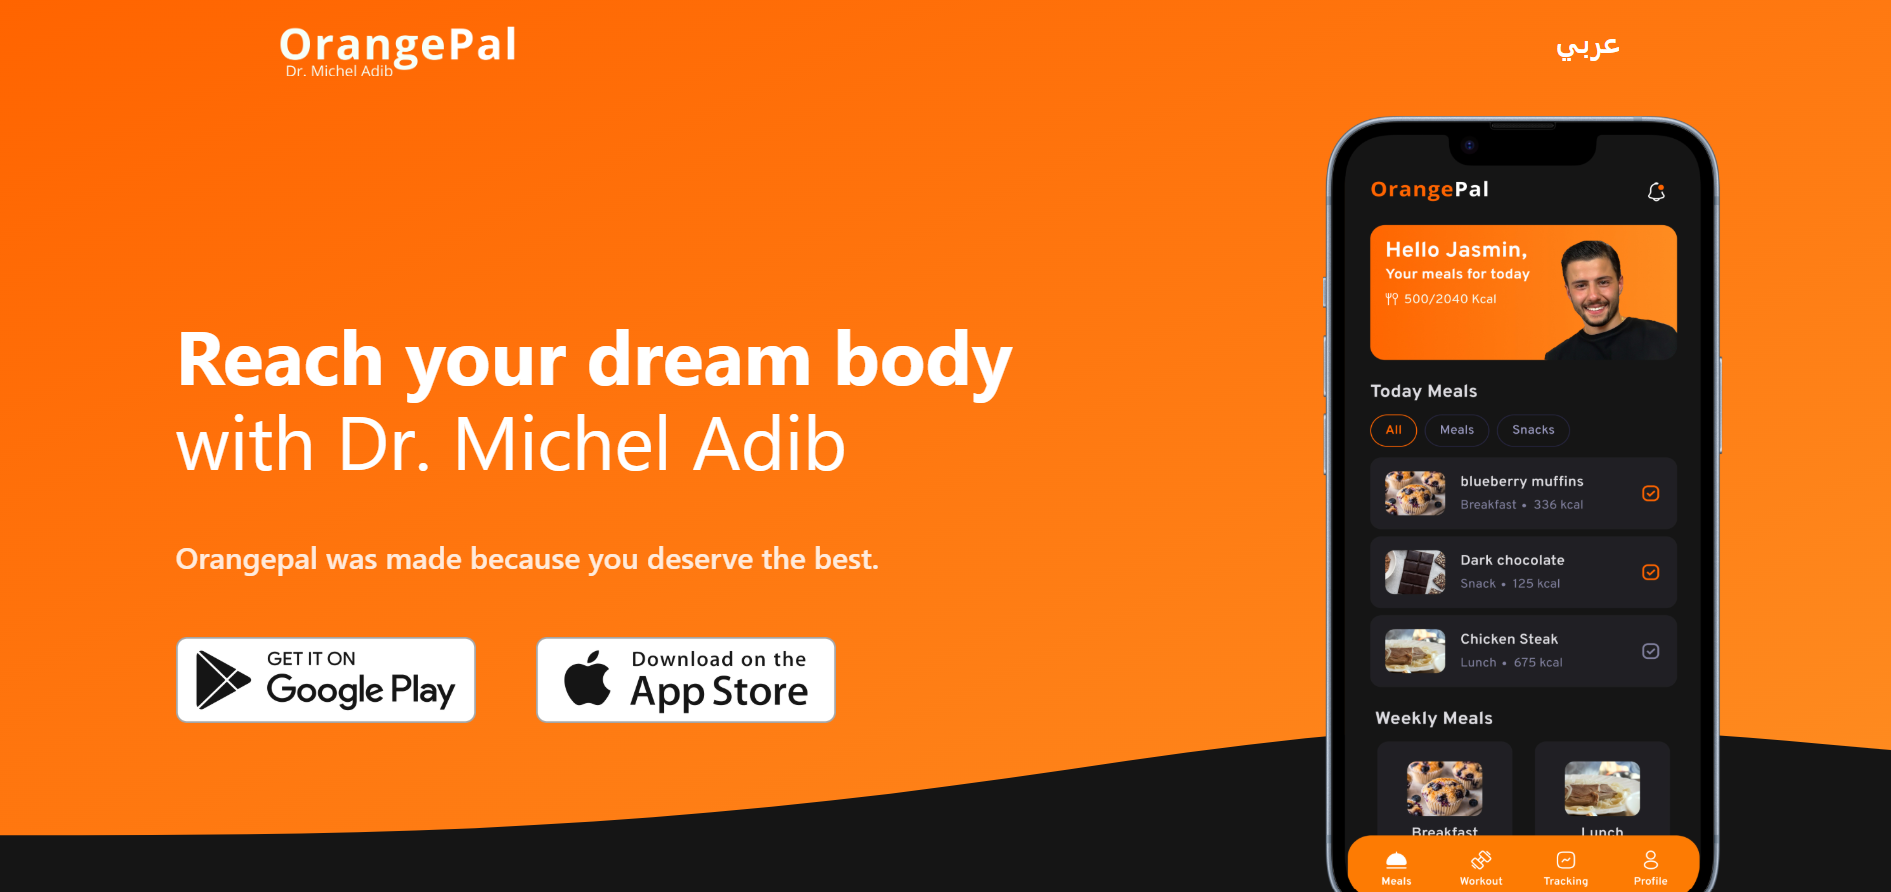 OrangePal
Dr. Michel Adib
عربي
Reach your dream body
with Dr. Michel Adib
Orangepal was made because you deserve the best.
GET IT ON
Google Play
Download on the
App Store
OrangePal
Hello Jasmin,
Your meals for today
500/2040 Kcal
Today Meals
All Meals Snacks
blueberry muffins
Breakfast • 336 kcal
Dark chocolate
Snack • 125 kcal
Chicken Steak
Lunch • 675 kcal
Weekly Meals
Breakfast Lunch
Meals Workout Tracking Profile